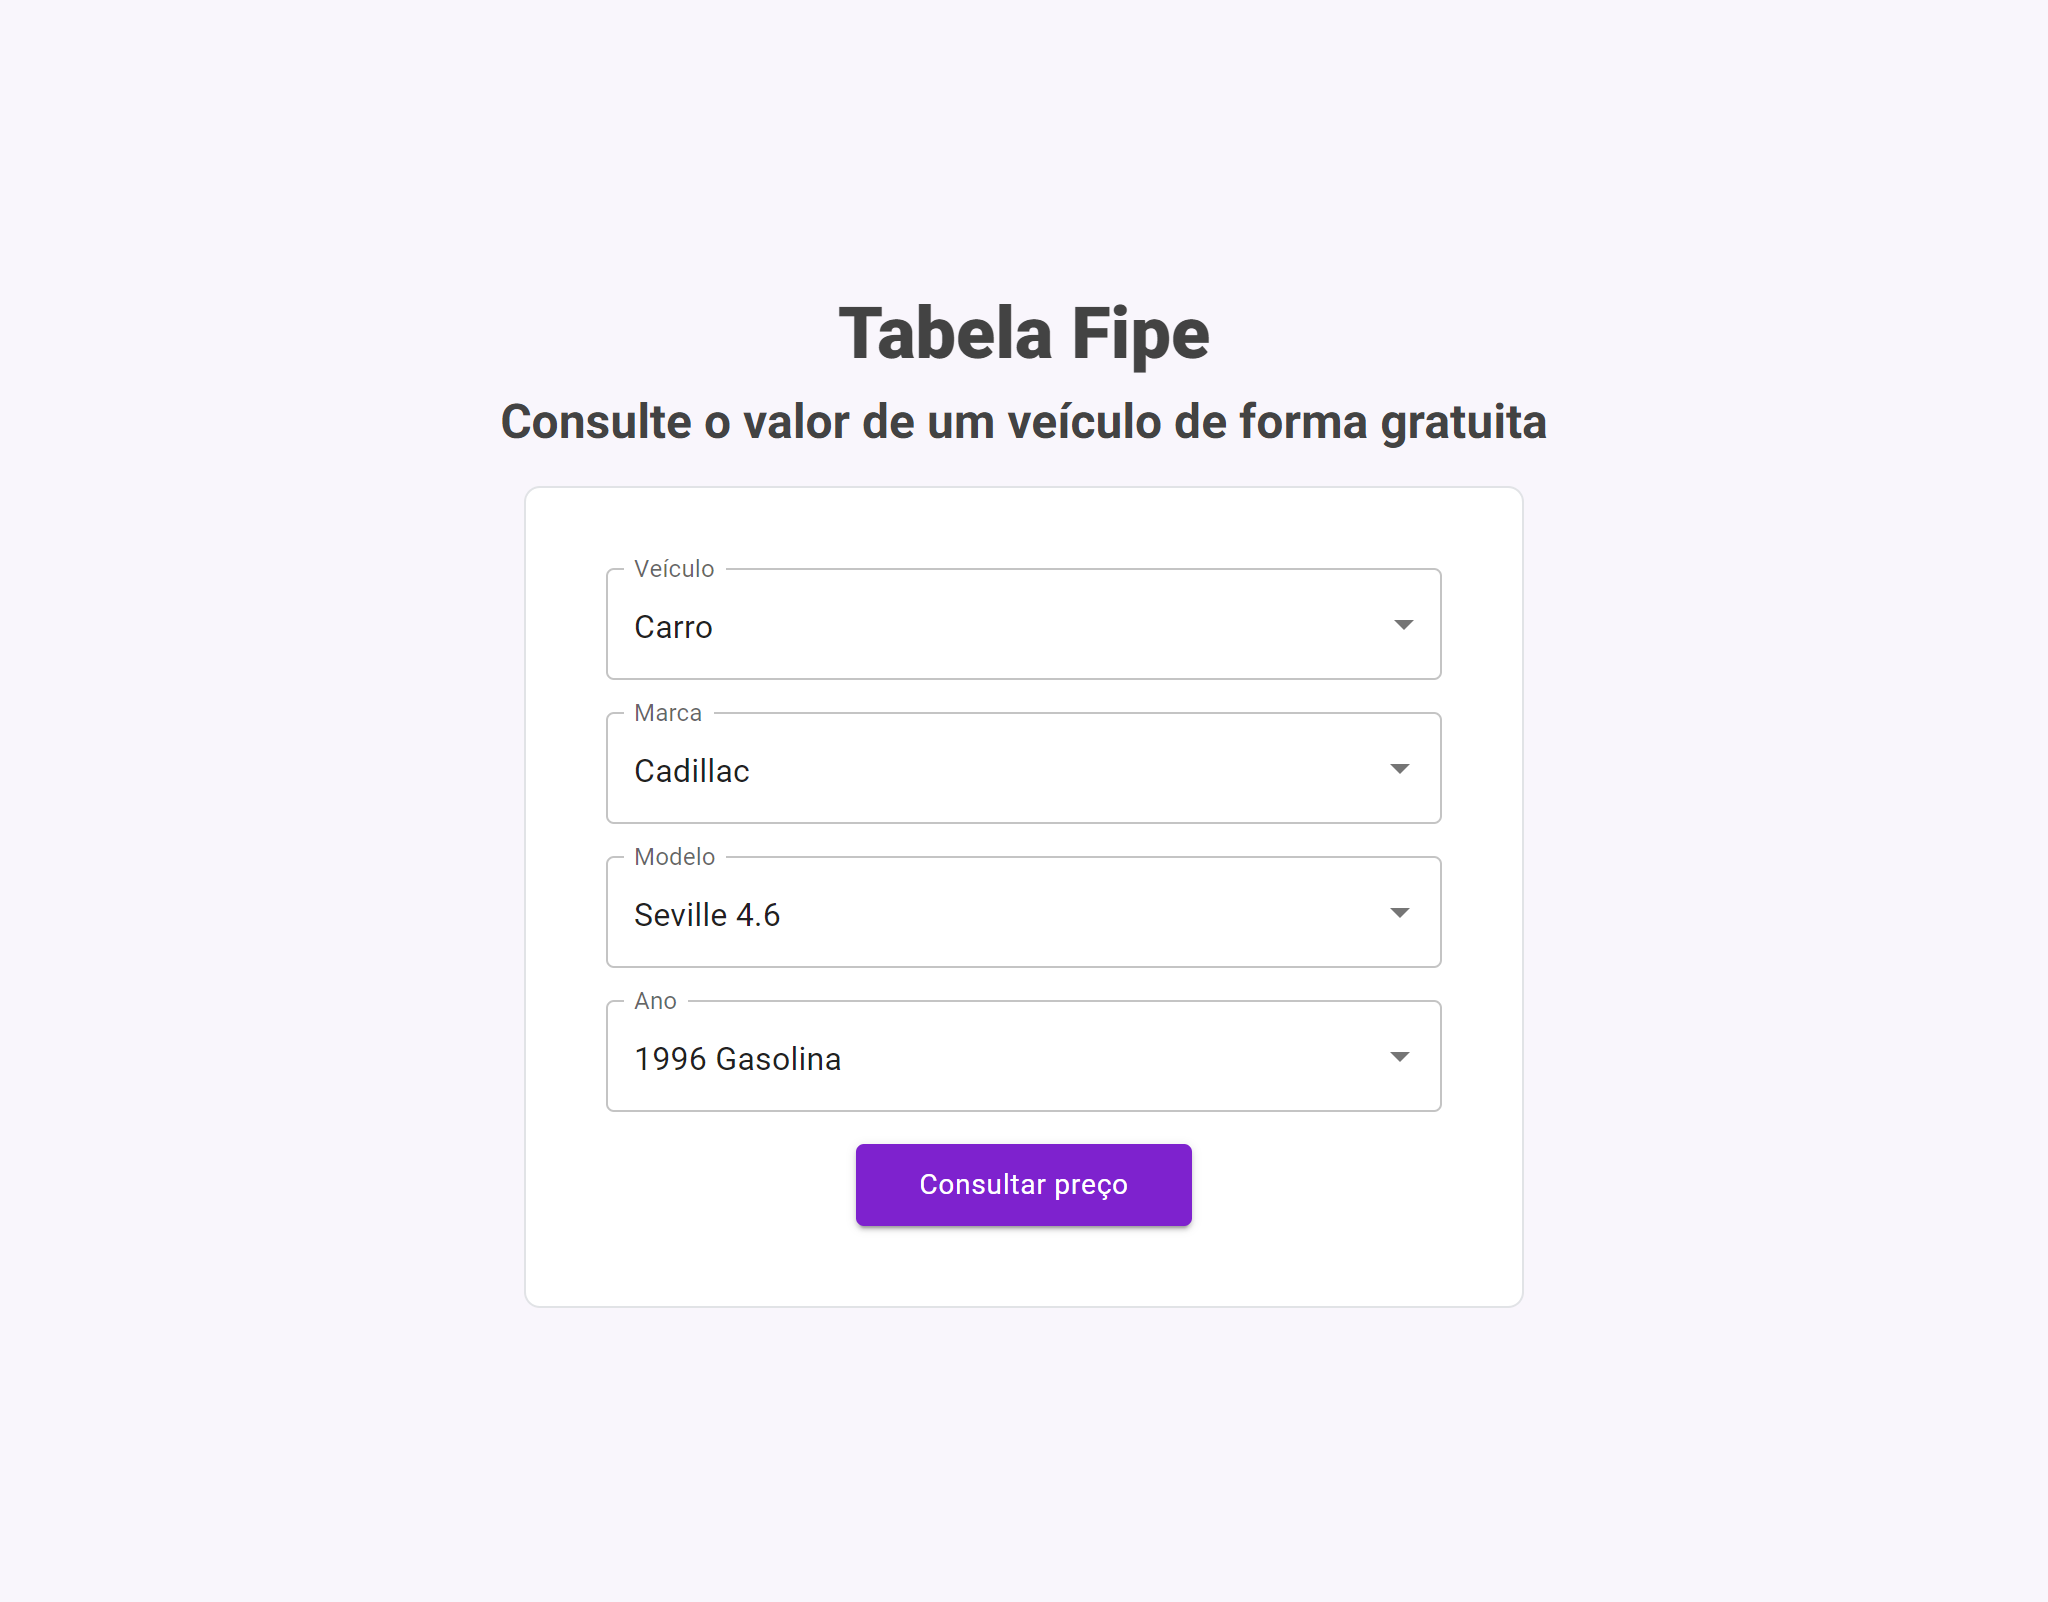 Tabela Fipe
Consulte o valor de um veículo de forma gratuita
Veículo
Carro
Marca
Cadillac
Modelo
Seville 4.6
Ano
1996 Gasolina
Consultar preço